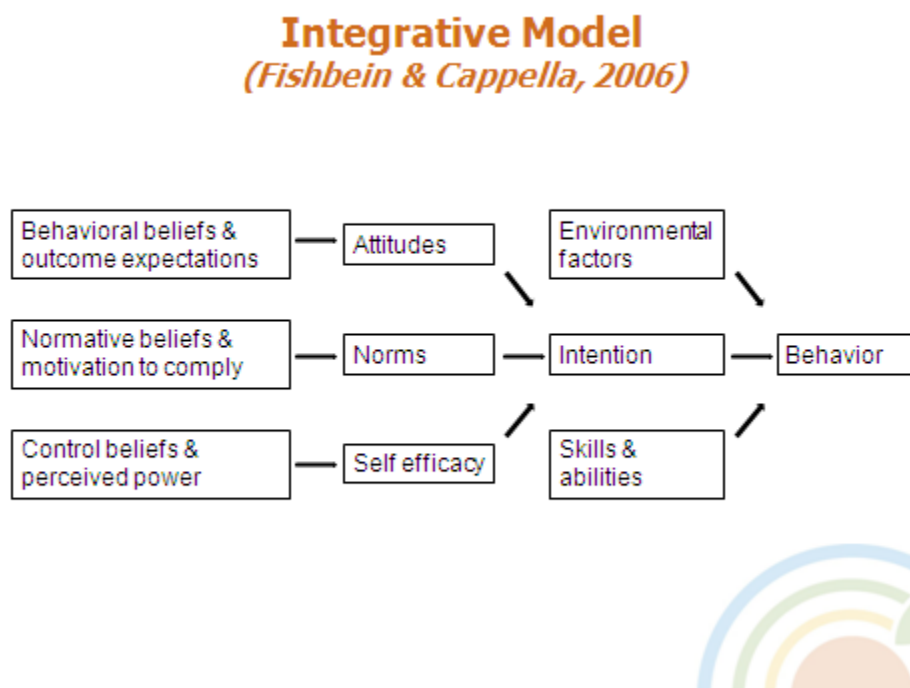 Integrative Model
(Fishbein & Cappella, 2006)
Behavioral beliefs &
outcome expectations
Attitudes
Environmental
factors
Normative beliefs &
motivation to comply
Norms
Intention
Behavior
Control beliefs &
perceived power
Self efficacy
Skills &
abilities